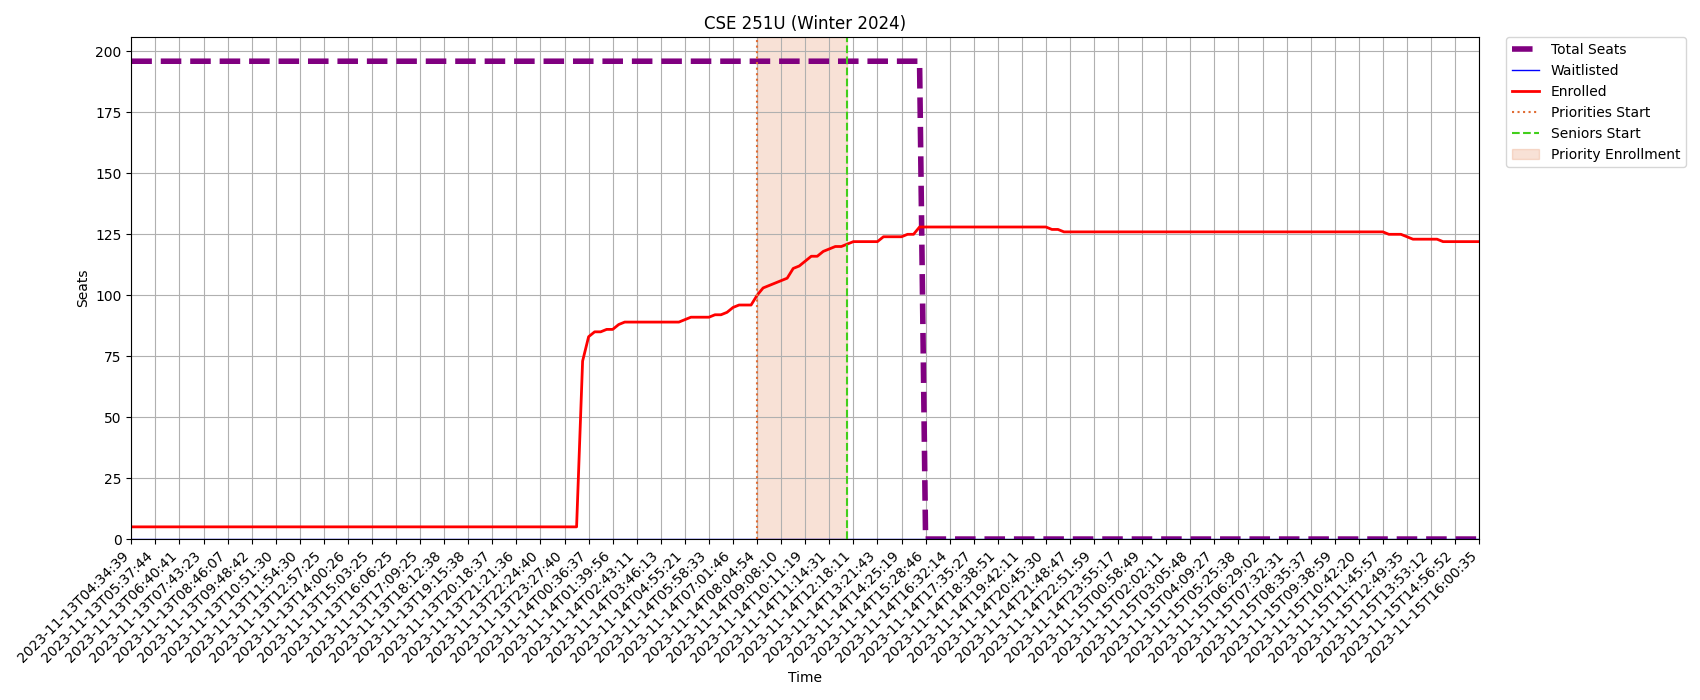 CSE 251U (Winter 2024)
Total Seats
Waitlisted
Enrolled
Priorities Start
Seniors Start
Priority Enrollment
Seats
200
175
150
125
100
75
50
25
0
2023-11-13T04:34:39
2023-11-13T05:37:44
2023-11-13T06:40:41
2023-11-13T07:43:23
2023-11-13T08:46:07
2023-11-13T09:48:42
2023-11-13T10:51:30
2023-11-13T11:54:30
2023-11-13T12:57:25
2023-11-13T14:00:26
2023-11-13T15:03:25
2023-11-13T16:06:25
2023-11-13T17:09:25
2023-11-13T18:12:38
2023-11-13T19:15:38
2023-11-13T20:18:37
2023-11-13T21:21:36
2023-11-13T22:24:40
2023-11-13T23:27:40
2023-11-14T00:36:37
2023-11-14T01:39:56
2023-11-14T02:43:11
2023-11-14T03:46:13
2023-11-14T04:55:21
2023-11-14T05:58:33
2023-11-14T07:01:46
2023-11-14T08:04:54
2023-11-14T09:08:10
2023-11-14T10:11:19
2023-11-14T11:14:31
2023-11-14T12:18:11
2023-11-14T13:21:43
2023-11-14T14:25:19
2023-11-14T15:28:46
2023-11-14T16:32:14
2023-11-14T17:35:27
2023-11-14T18:38:51
2023-11-14T19:42:11
2023-11-14T20:45:30
2023-11-14T21:48:47
2023-11-14T22:51:59
2023-11-14T23:55:17
2023-11-15T00:58:49
2023-11-15T02:02:11
2023-11-15T03:05:48
2023-11-15T04:09:27
2023-11-15T05:25:38
2023-11-15T06:29:02
2023-11-15T07:32:31
2023-11-15T08:35:37
2023-11-15T09:38:59
2023-11-15T10:42:20
2023-11-15T11:45:57
2023-11-15T12:49:35
2023-11-15T13:53:12
2023-11-15T14:56:52
2023-11-15T16:00:35
Time